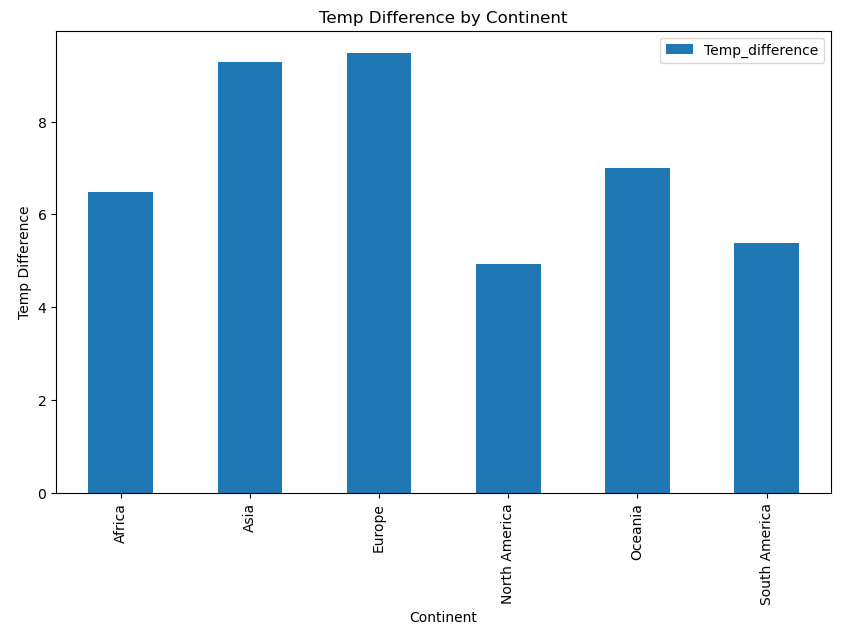 Temp Difference by Continent
Temp_difference
Temp Difference
8
6
4
2
0
Africa
Asia
Europe
North America
Oceania
South America
Continent